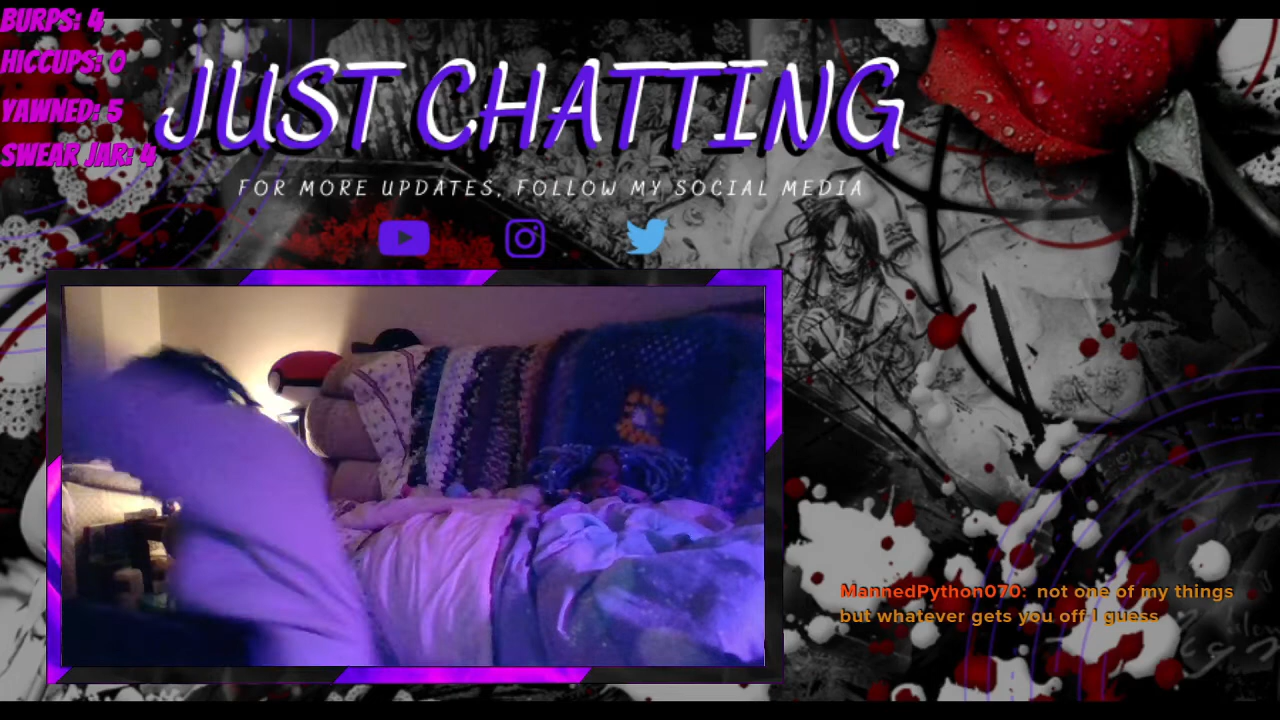 BURPS: 4
HICCUPS: 0
YAWNED: 5
SWEAR JAR: 4
JUST CHATTING
FOR MORE UPDATES, FOLLOW MY SOCIAL MEDIA
MannedPython070: not one of my things
but whatever gets you off I guess